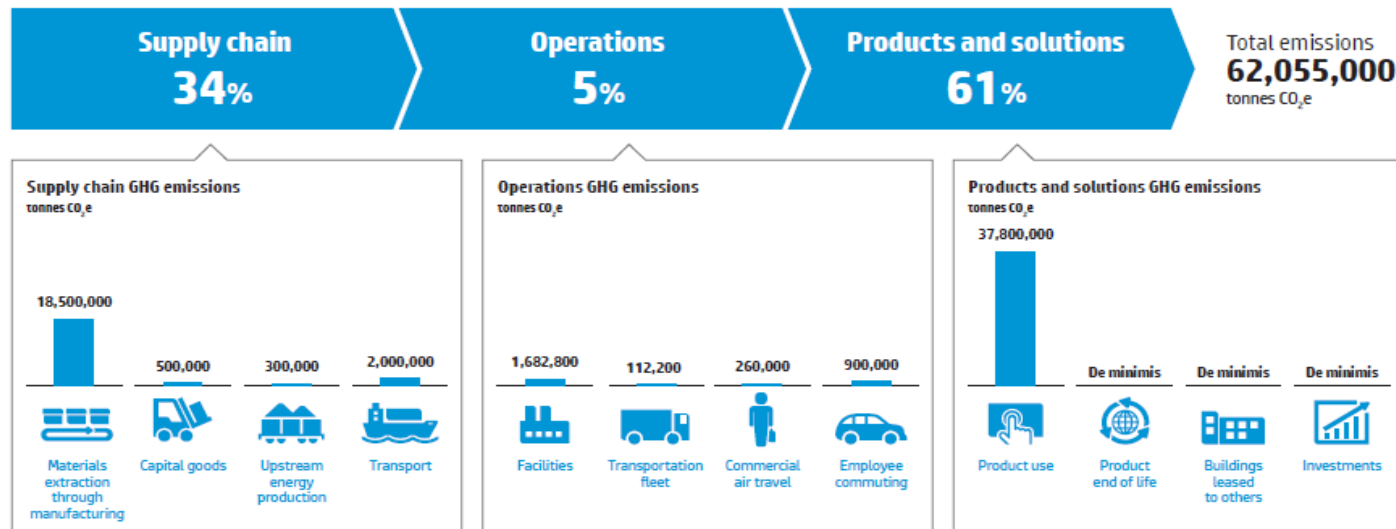 Supply chain
34%
Operations
5%
Products and solutions
61%
Total emissions
62,055,000
tonnes CO₂e
Supply chain GHG emissions
tonnes CO₂e
18,500,000
500,000
300,000
2,000,000
Materials
extraction
through
manufacturing
Capital goods
Upstream
energy
production
Transport
Operations GHG emissions
tonnes CO₂e
1,682,800
112,200
260,000
900,000
Facilities
Transportation
fleet
Commercial
air travel
Employee
commuting
Products and solutions GHG emissions
tonnes CO₂e
37,800,000
De minimis
De minimis
De minimis
Product use
Product
end of life
Buildings
leased
to others
Investments